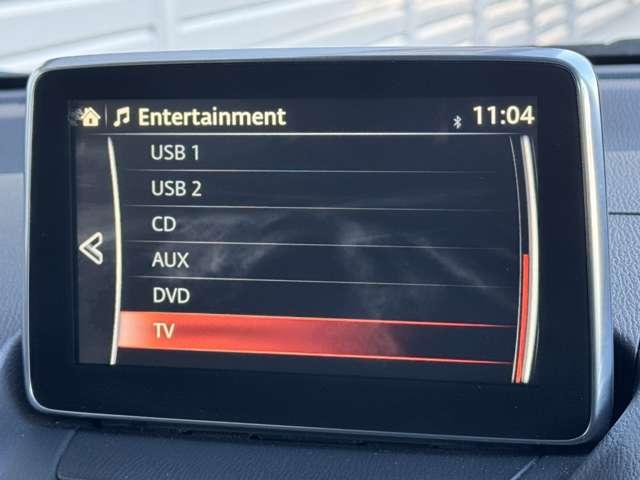 Entertainment 11:04
USB 1
USB 2
CD
AUX
DVD
TV